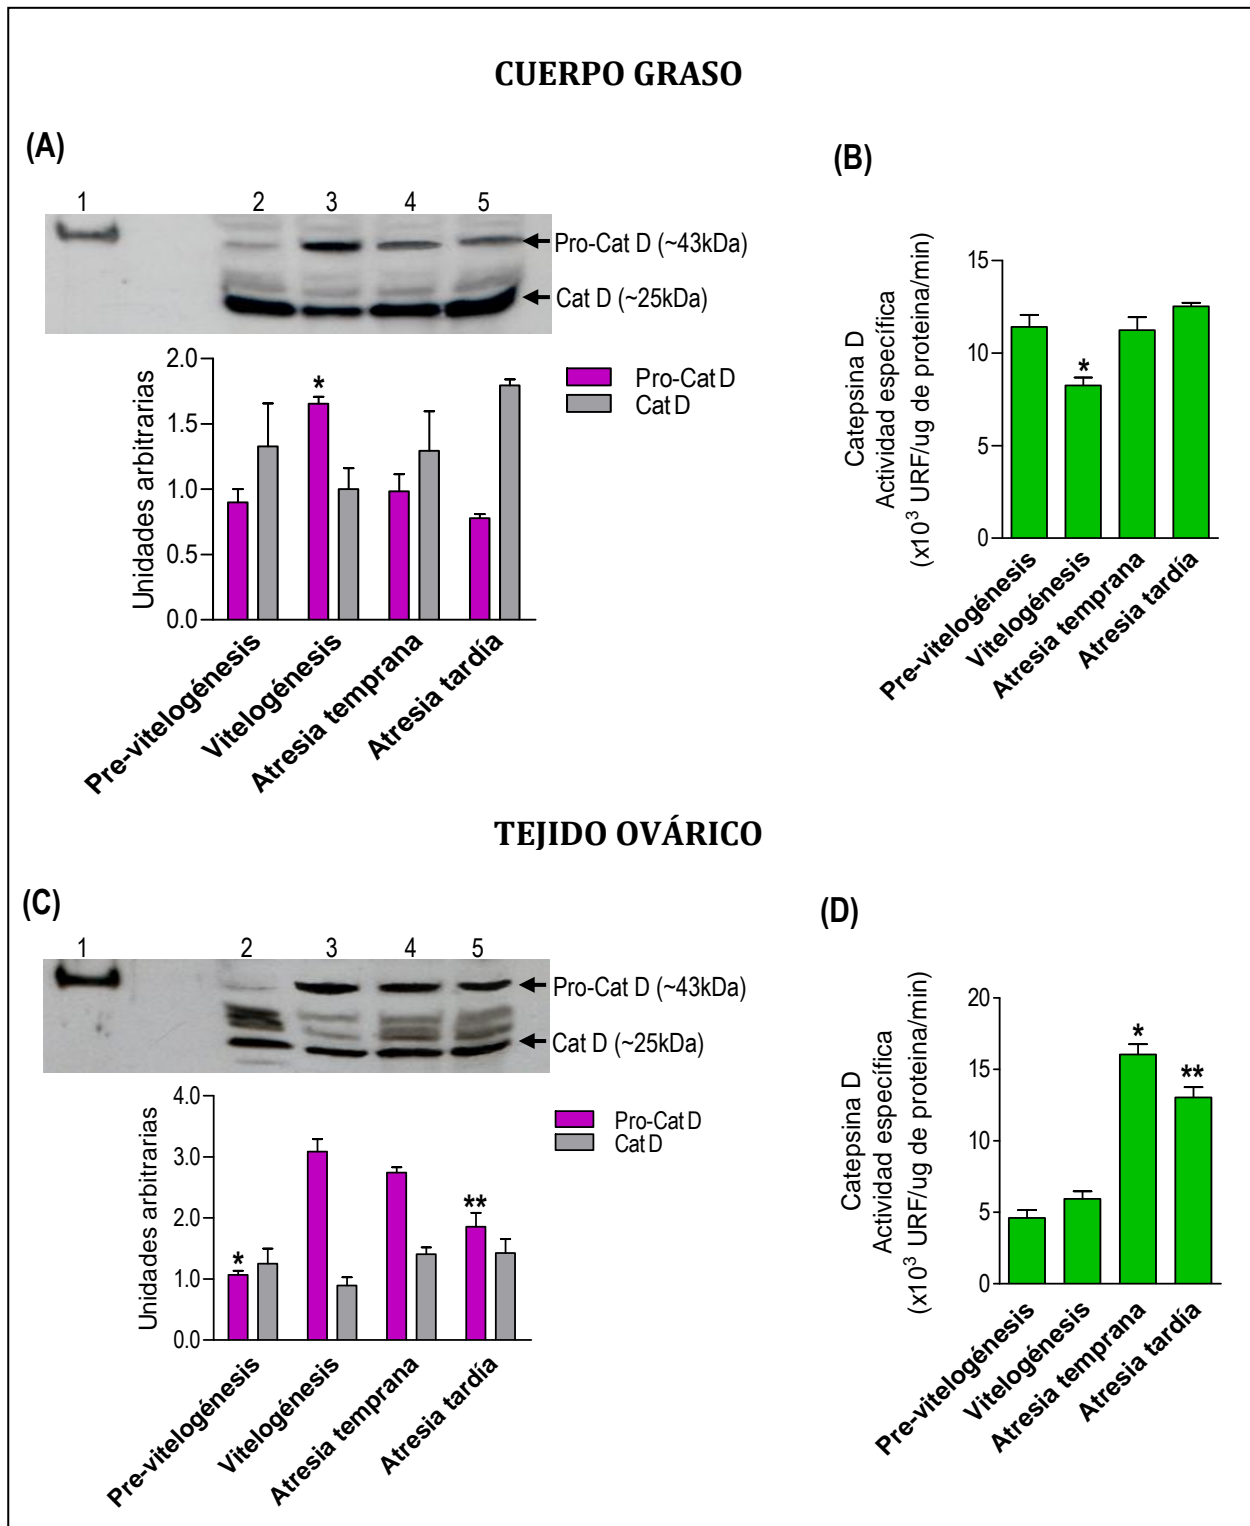 CUERPO GRASO
(A)
1 2 3 4 5
Pro-Cat D (~43kDa)
Cat D (~25kDa)
Unidades arbitrarias
2.0
1.5
1.0
0.5
0.0
*
Pro-Cat D
Cat D
Pre-vitelogénesis
Vitelogénesis
Atresia temprana
Atresia tardía
(B)
Catepsina D
Actividad específica
(x10³ URF/ug de proteina/min)
15
10
5
0
*
Pre-vitelogénesis
Vitelogénesis
Atresia temprana
Atresia tardía
TEJIDO OVÁRICO
(C)
1 2 3 4 5
Pro-Cat D (~43kDa)
Cat D (~25kDa)
Unidades arbitrarias
4.0
3.0
2.0
1.0
0.0
*
**
Pro-Cat D
Cat D
Pre-vitelogénesis
Vitelogénesis
Atresia temprana
Atresia tardía
(D)
Catepsina D
Actividad específica
(x10³ URF/ug de proteina/min)
20
15
10
5
0
*
**
Pre-vitelogénesis
Vitelogénesis
Atresia temprana
Atresia tardía